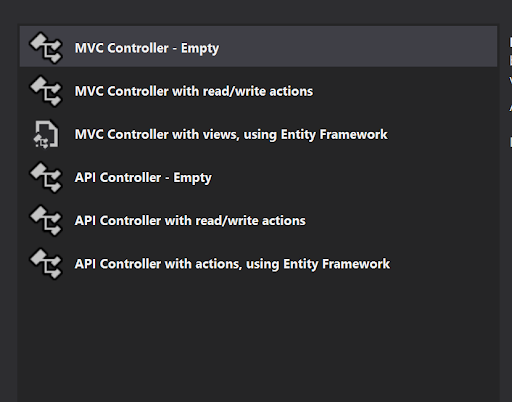 MVC Controller - Empty
MVC Controller with read/write actions
MVC Controller with views, using Entity Framework
API Controller - Empty
API Controller with read/write actions
API Controller with actions, using Entity Framework